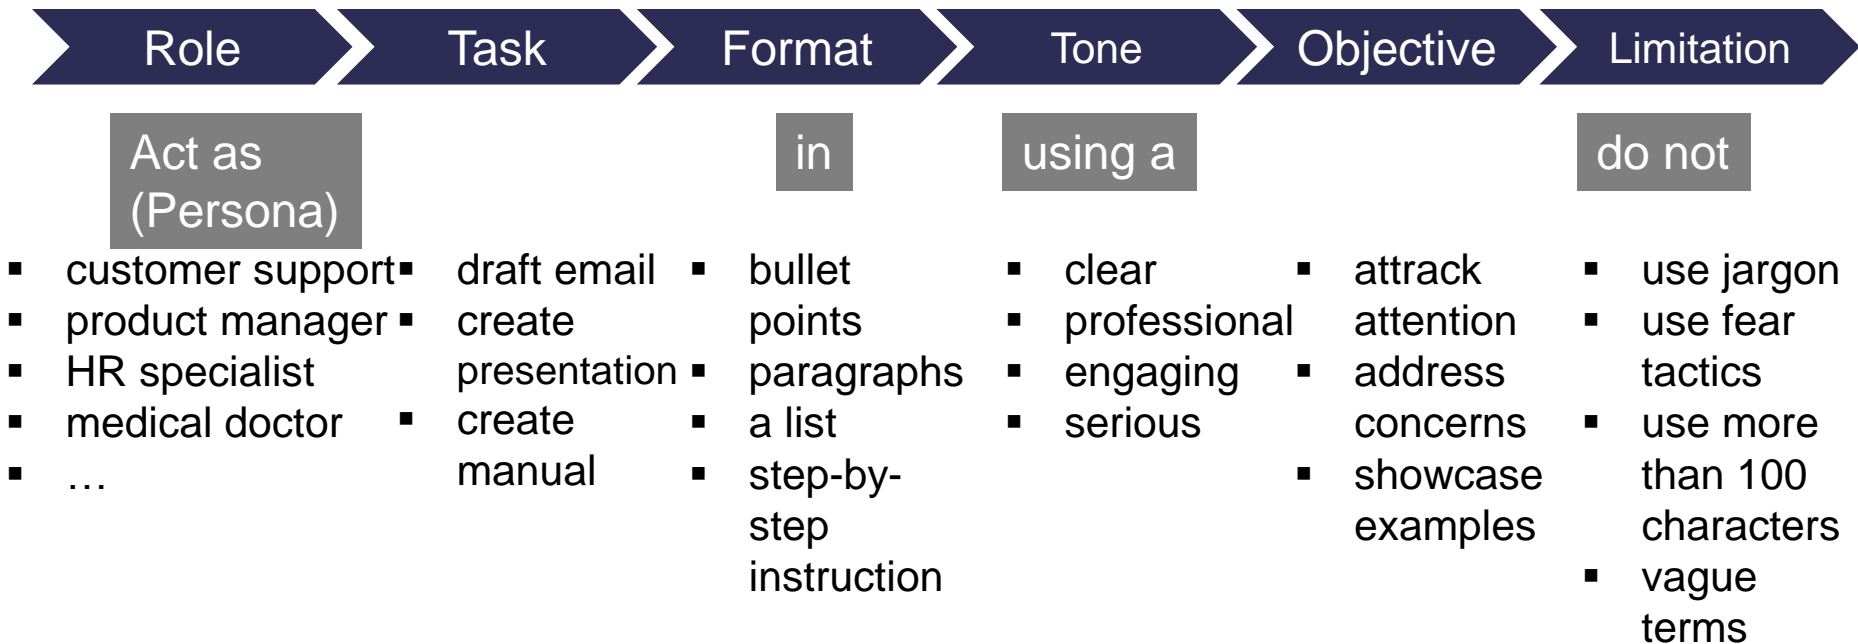 Role
Task
Format
Tone
Objective
Limitation
Act as
(Persona)
in
using a
do not
▪ customer support
▪ product manager
▪ HR specialist
▪ medical doctor
▪ …
▪ draft email
▪ create
presentation
▪ create
manual
▪ bullet
points
▪ paragraphs
▪ a list
▪ step-by-
step
instruction
▪ clear
▪ professional
▪ engaging
▪ serious
▪ attrack
attention
▪ address
concerns
▪ showcase
examples
▪ use jargon
▪ use fear
tactics
▪ use more
than 100
characters
▪ vague
terms